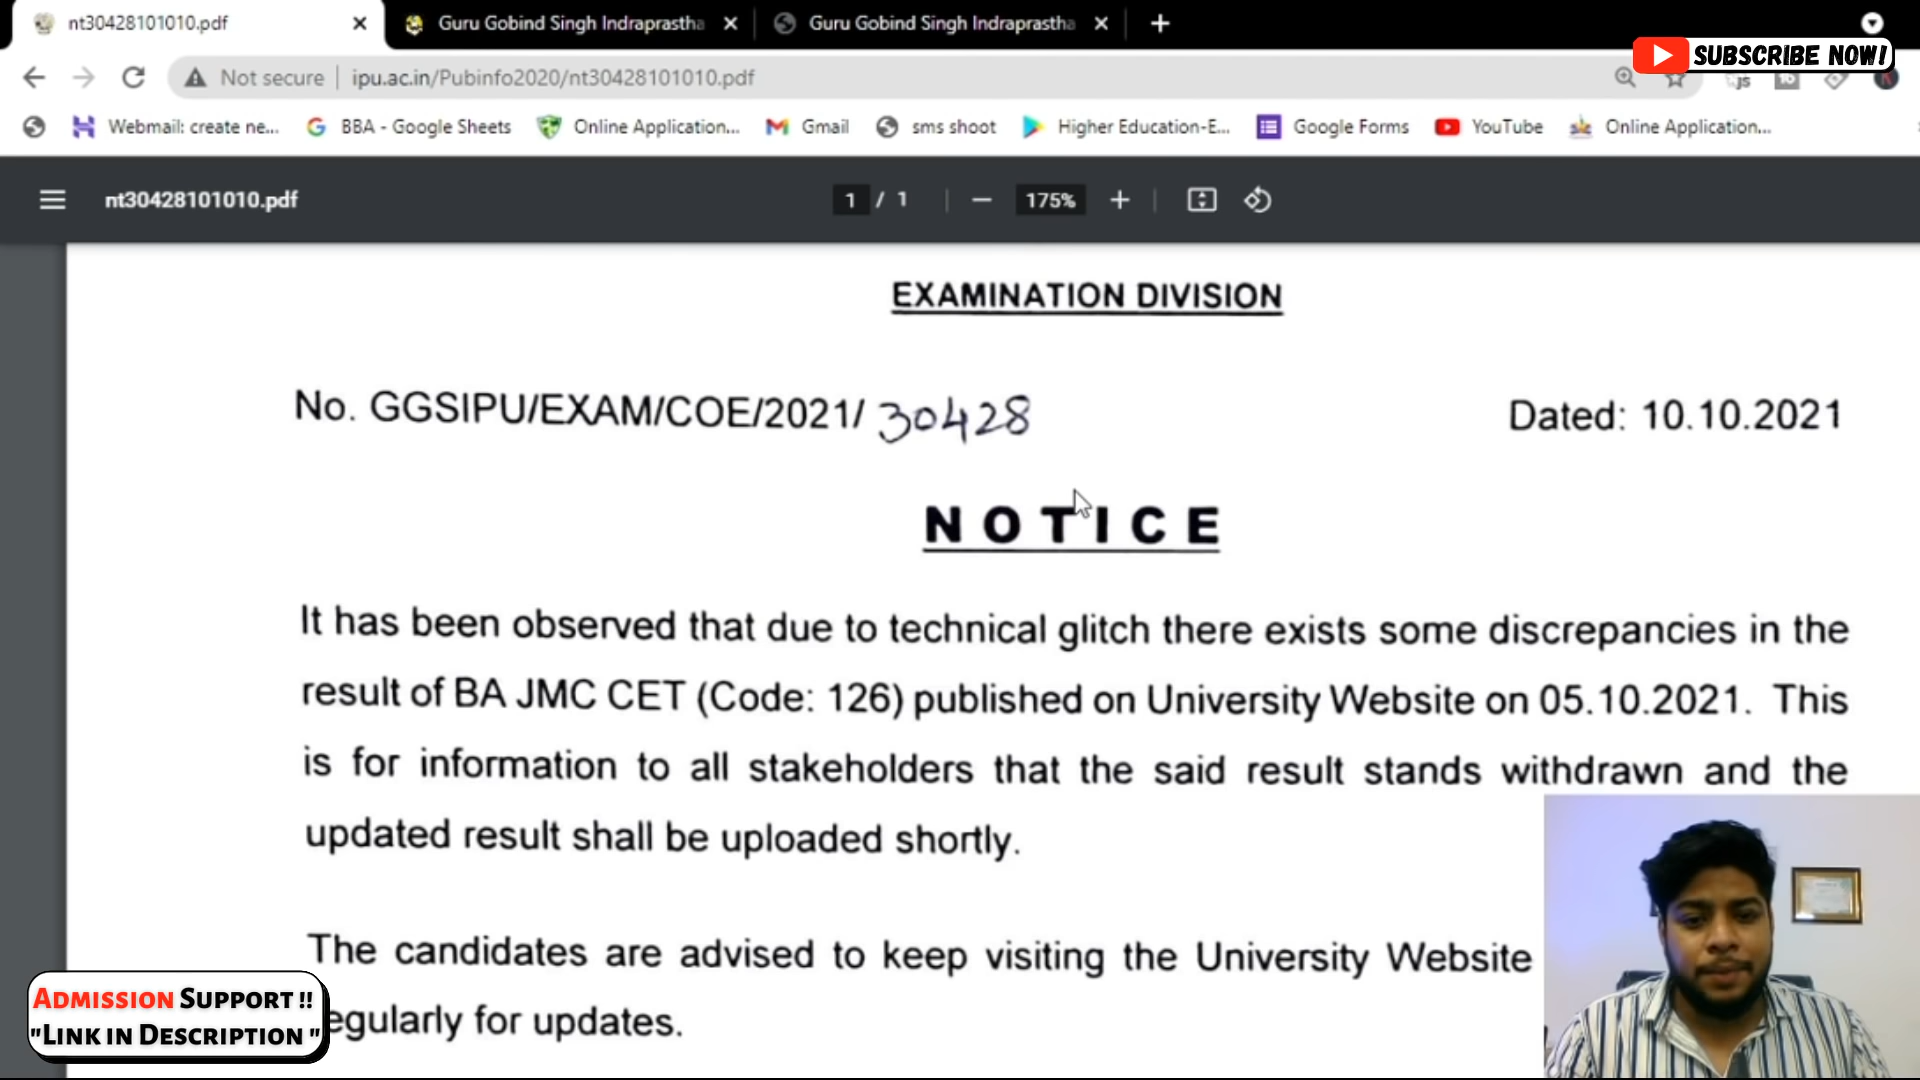 nt30428101010.pdf
Guru Gobind Singh Indraprastha
Guru Gobind Singh Indraprastha
SUBSCRIBE NOW!
Not secure
ipu.ac.in/Pubinfo2020/nt30428101010.pdf
Webmail: create ne...
BBA - Google Sheets
Online Application...
Gmail
sms shoot
Higher Education-E...
Google Forms
YouTube
Online Application...
nt30428101010.pdf
1 / 1
175%
EXAMINATION DIVISION
No. GGSIPU/EXAM/COE/2021/ 30428
Dated: 10.10.2021
NOTICE
It has been observed that due to technical glitch there exists some discrepancies in the
result of BA JMC CET (Code: 126) published on University Website on 05.10.2021. This
is for information to all stakeholders that the said result stands withdrawn and the
updated result shall be uploaded shortly.
The candidates are advised to keep visiting the University Website
egularly for updates.
ADMISSION SUPPORT !!
"LINK IN DESCRIPTION "